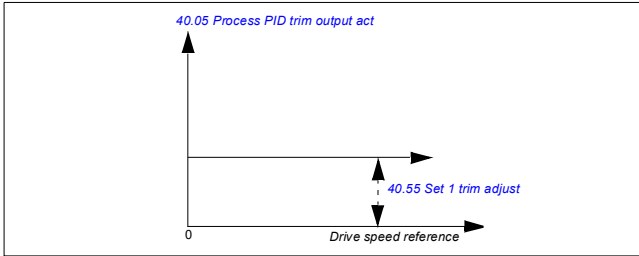 40.05 Process PID trim output act
40.55 Set 1 trim adjust
0
Drive speed reference